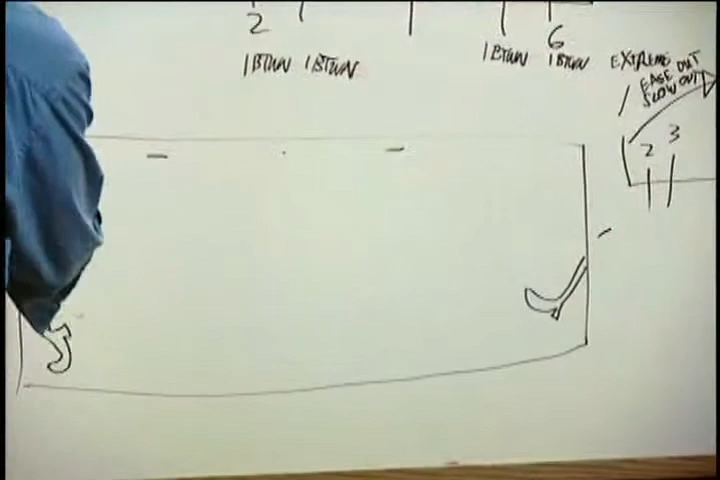 2
6
1 BTWN 1 BTWN
1 BTWN 1 BTWN
EXTREME
EASE OUT
SLOW OUT
2 3